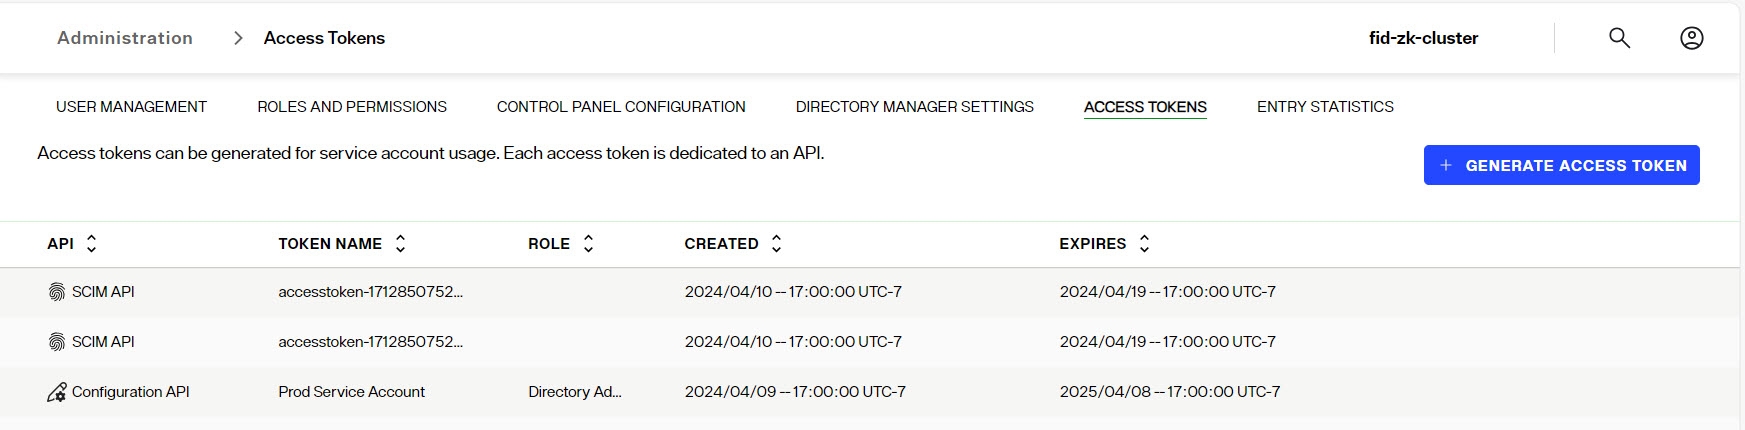 Administration > Access Tokens fid-zk-cluster
USER MANAGEMENT ROLES AND PERMISSIONS CONTROL PANEL CONFIGURATION DIRECTORY MANAGER SETTINGS ACCESS TOKENS ENTRY STATISTICS
Access tokens can be generated for service account usage. Each access token is dedicated to an API.
+ GENERATE ACCESS TOKEN
API TOKEN NAME ROLE CREATED EXPIRES
SCIM API accesstoken-1712850752... 2024/04/10 -- 17:00:00 UTC-7 2024/04/19 -- 17:00:00 UTC-7
SCIM API accesstoken-1712850752... 2024/04/10 -- 17:00:00 UTC-7 2024/04/19 -- 17:00:00 UTC-7
Configuration API Prod Service Account Directory Ad... 2024/04/09 -- 17:00:00 UTC-7 2025/04/08 -- 17:00:00 UTC-7